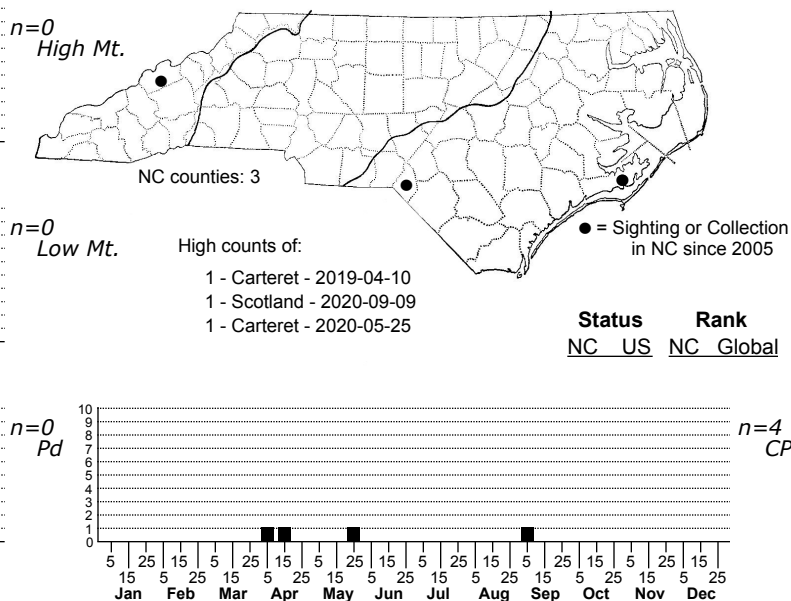 n=0
High Mt.
NC counties: 3
n=0
Low Mt.
High counts of:
1 - Carteret - 2019-04-10
1 - Scotland - 2020-09-09
1 - Carteret - 2020-05-25
● = Sighting or Collection
in NC since 2005
Status Rank
NC US NC Global
n=0
Pd
n=4
CP
10
9
8
7
6
5
4
3
2
1
0
5 25 5 25 5 25 5 25 5 25 5 25 5 25 5 25 5 25 5 25 5 25 5 25
15 15 15 15 15 15 15 15 15 15 15 15
Jan Feb Mar Apr May Jun Jul Aug Sep Oct Nov Dec